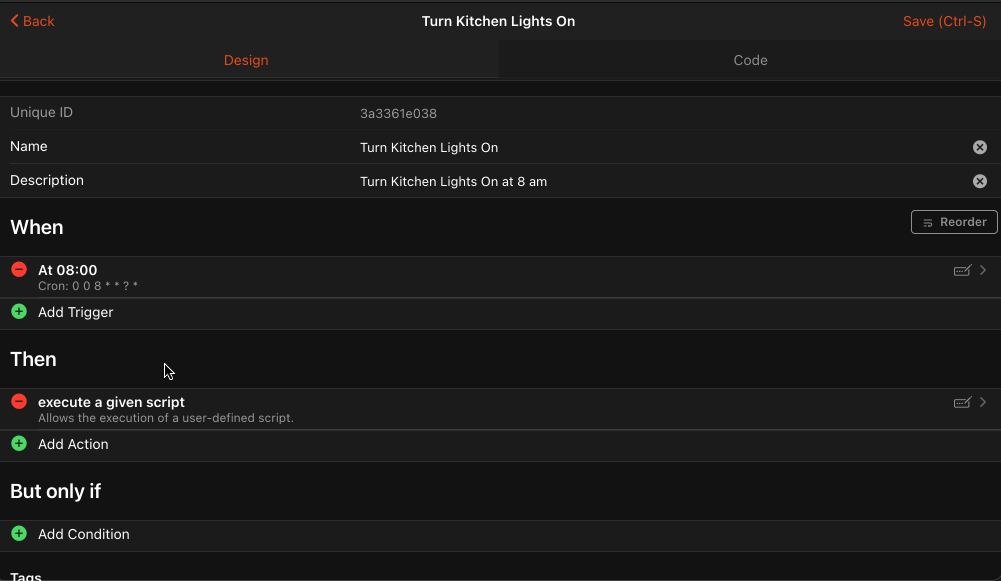 Back
Turn Kitchen Lights On
Save (Ctrl-S)
Design
Code
Unique ID
3a3361e038
Name
Turn Kitchen Lights On
Description
Turn Kitchen Lights On at 8 am
When
Reorder
At 08:00
Cron: 0 0 8 * * ? *
Add Trigger
Then
execute a given script
Allows the execution of a user-defined script.
Add Action
But only if
Add Condition
Tags